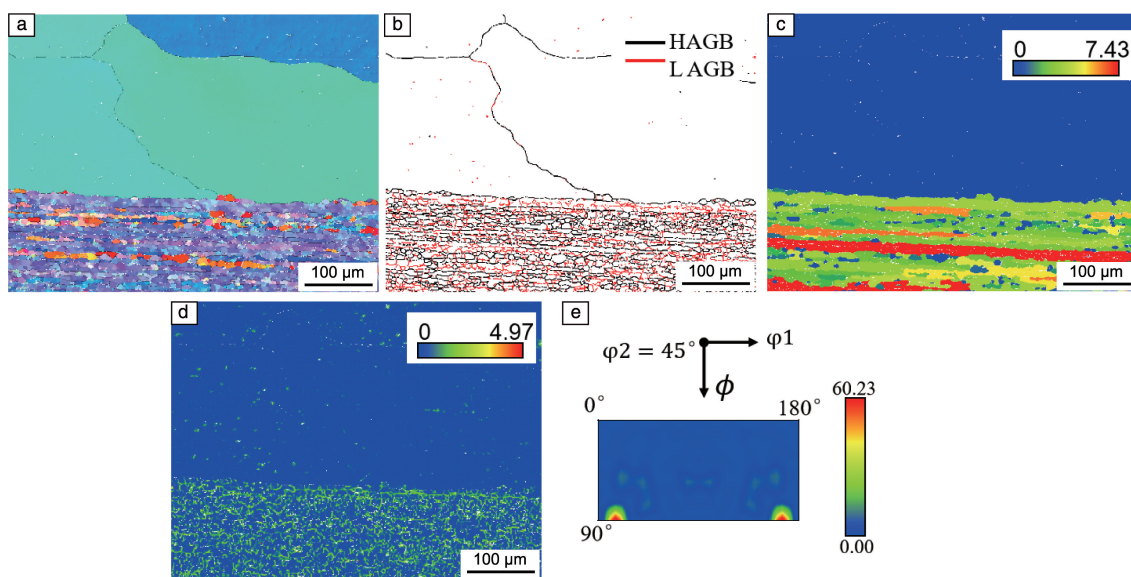 a
100 µm
b
HAGB
L AGB
100 µm
c
0 7.43
100 µm
d
0 4.97
100 µm
e
φ2 = 45° φ1
ϕ
0° 180°
90°
60.23
0.00